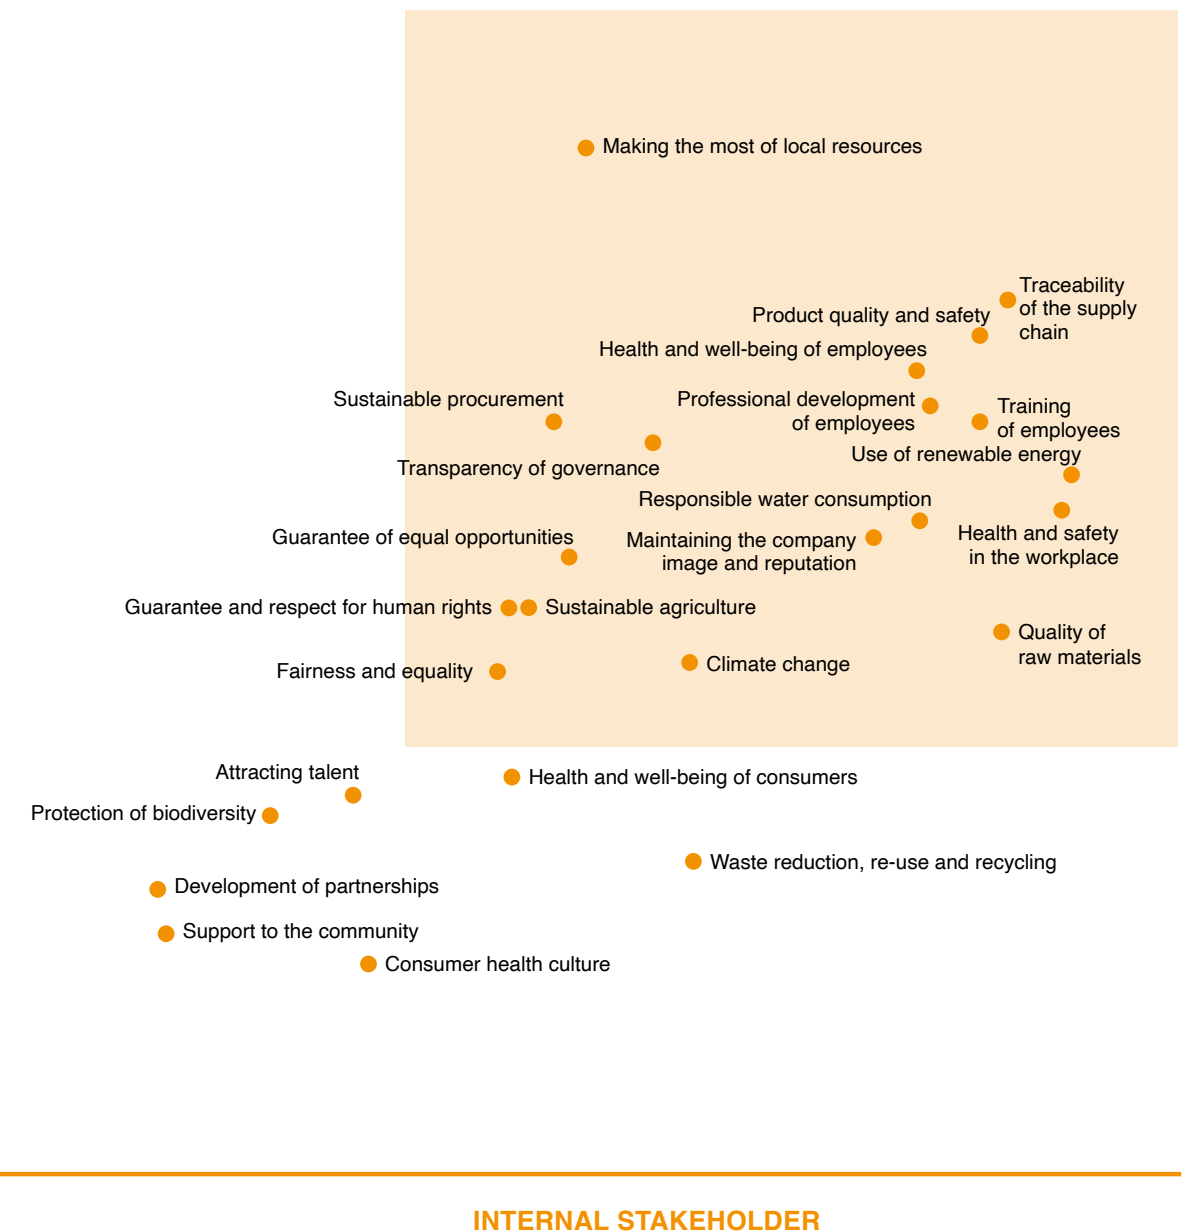 Making the most of local resources
Traceability
of the supply
chain
Product quality and safety
Health and well-being of employees
Sustainable procurement
Professional development
of employees
Training
of employees
Transparency of governance
Use of renewable energy
Responsible water consumption
Guarantee of equal opportunities
Maintaining the company
image and reputation
Health and safety
in the workplace
Guarantee and respect for human rights
Sustainable agriculture
Quality of
raw materials
Fairness and equality
Climate change
Attracting talent
Health and well-being of consumers
Protection of biodiversity
Waste reduction, re-use and recycling
Development of partnerships
Support to the community
Consumer health culture
INTERNAL STAKEHOLDER